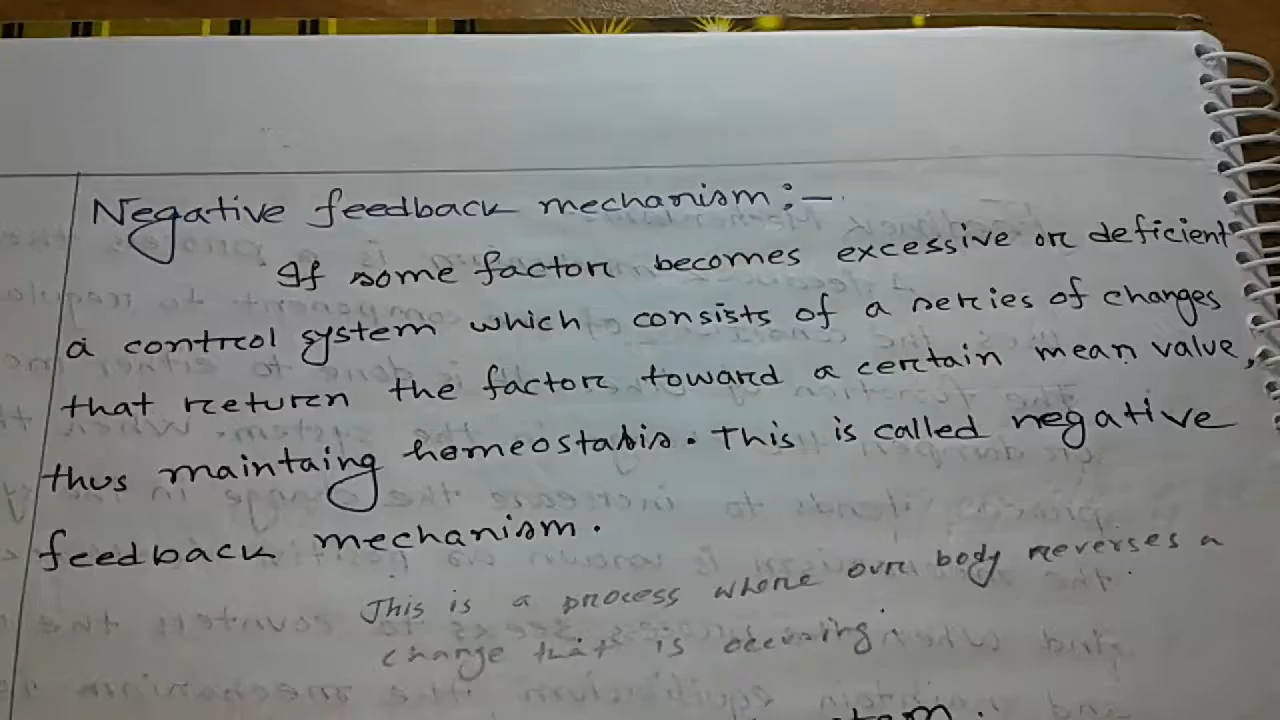 Negative feedback mechanism :-
If some factor becomes excessive or deficient
a control system which consists of a series of changes
that return the factor toward a certain mean value,
thus maintaing homeostasis. This is called negative
feedback mechanism.
This is a process where our body reverses a
change that is occuring.